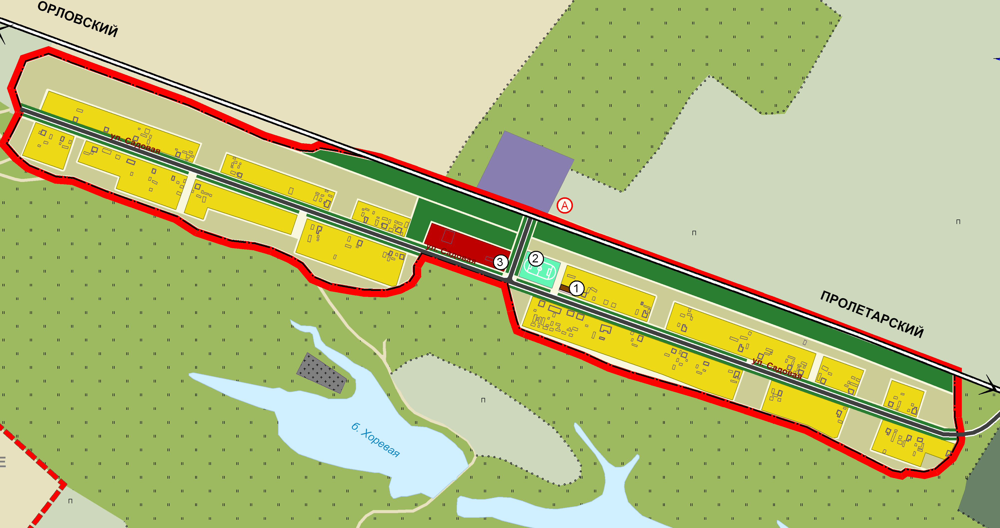 ОРЛОВСКИЙ
ул. Садовая
А
ул. Садовая
3
2
1
ПРОЛЕТАРСКИЙ
ул. Садовая
б. Хоревая